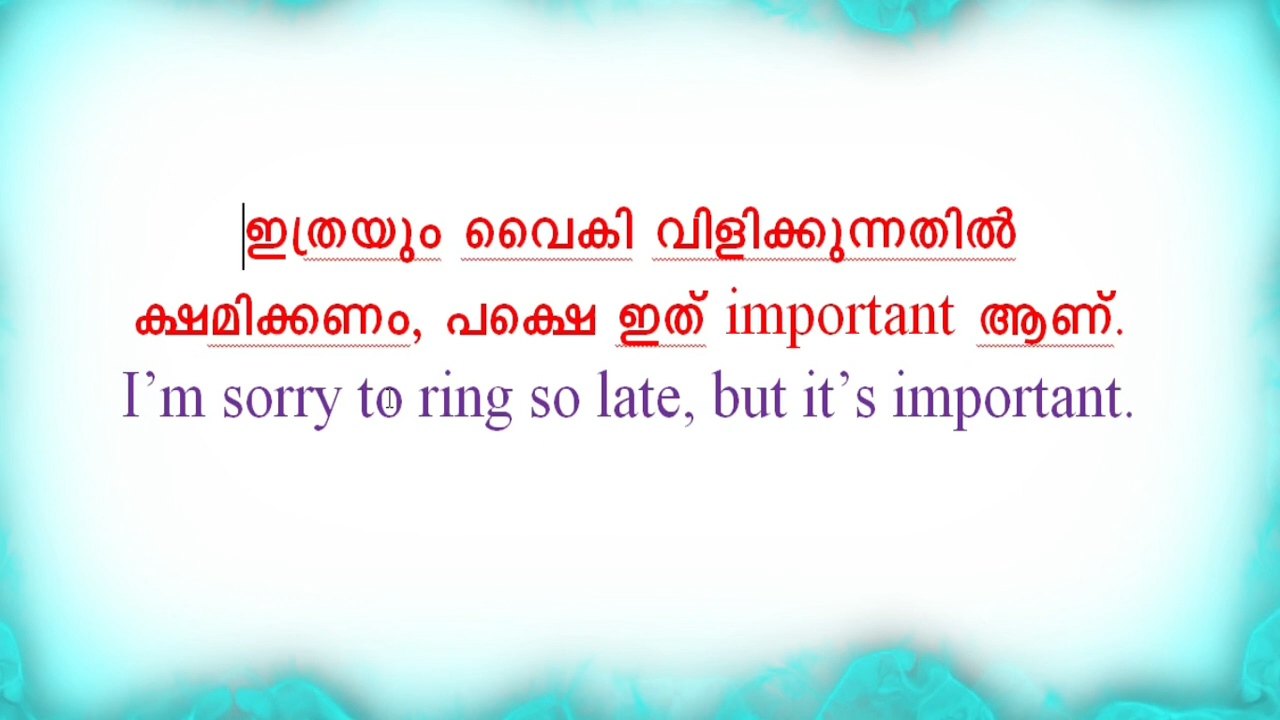 ഇത്രയും വൈകി വിളിക്കുന്നതിൽ
ക്ഷമിക്കണം, പക്ഷെ ഇത് important ആണ്.
I’m sorry to ring so late, but it’s important.